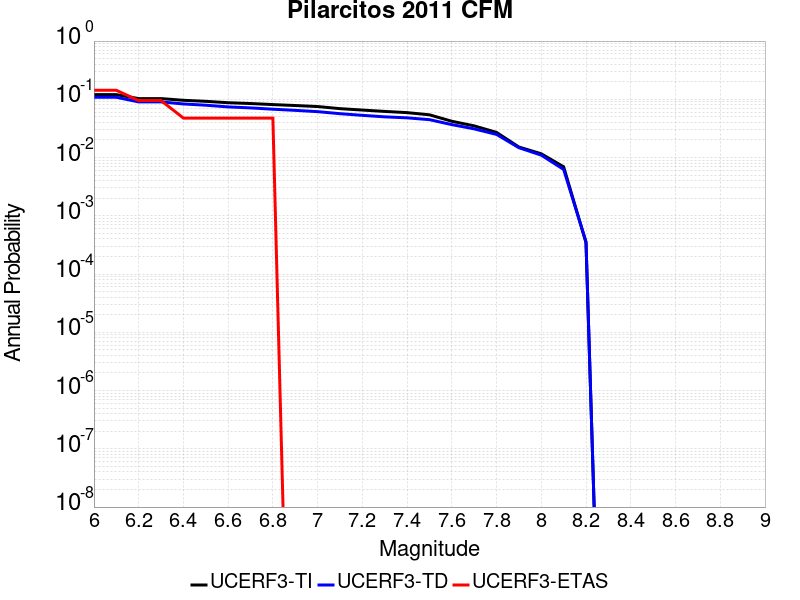 Pilarcitos 2011 CFM
10^0
10^-1
10^-2
10^-3
10^-4
10^-5
10^-6
10^-7
10^-8
Annual Probability
6 6.2 6.4 6.6 6.8 7 7.2 7.4 7.6 7.8 8 8.2 8.4 8.6 8.8 9
Magnitude
UCERF3-TI UCERF3-TD UCERF3-ETAS